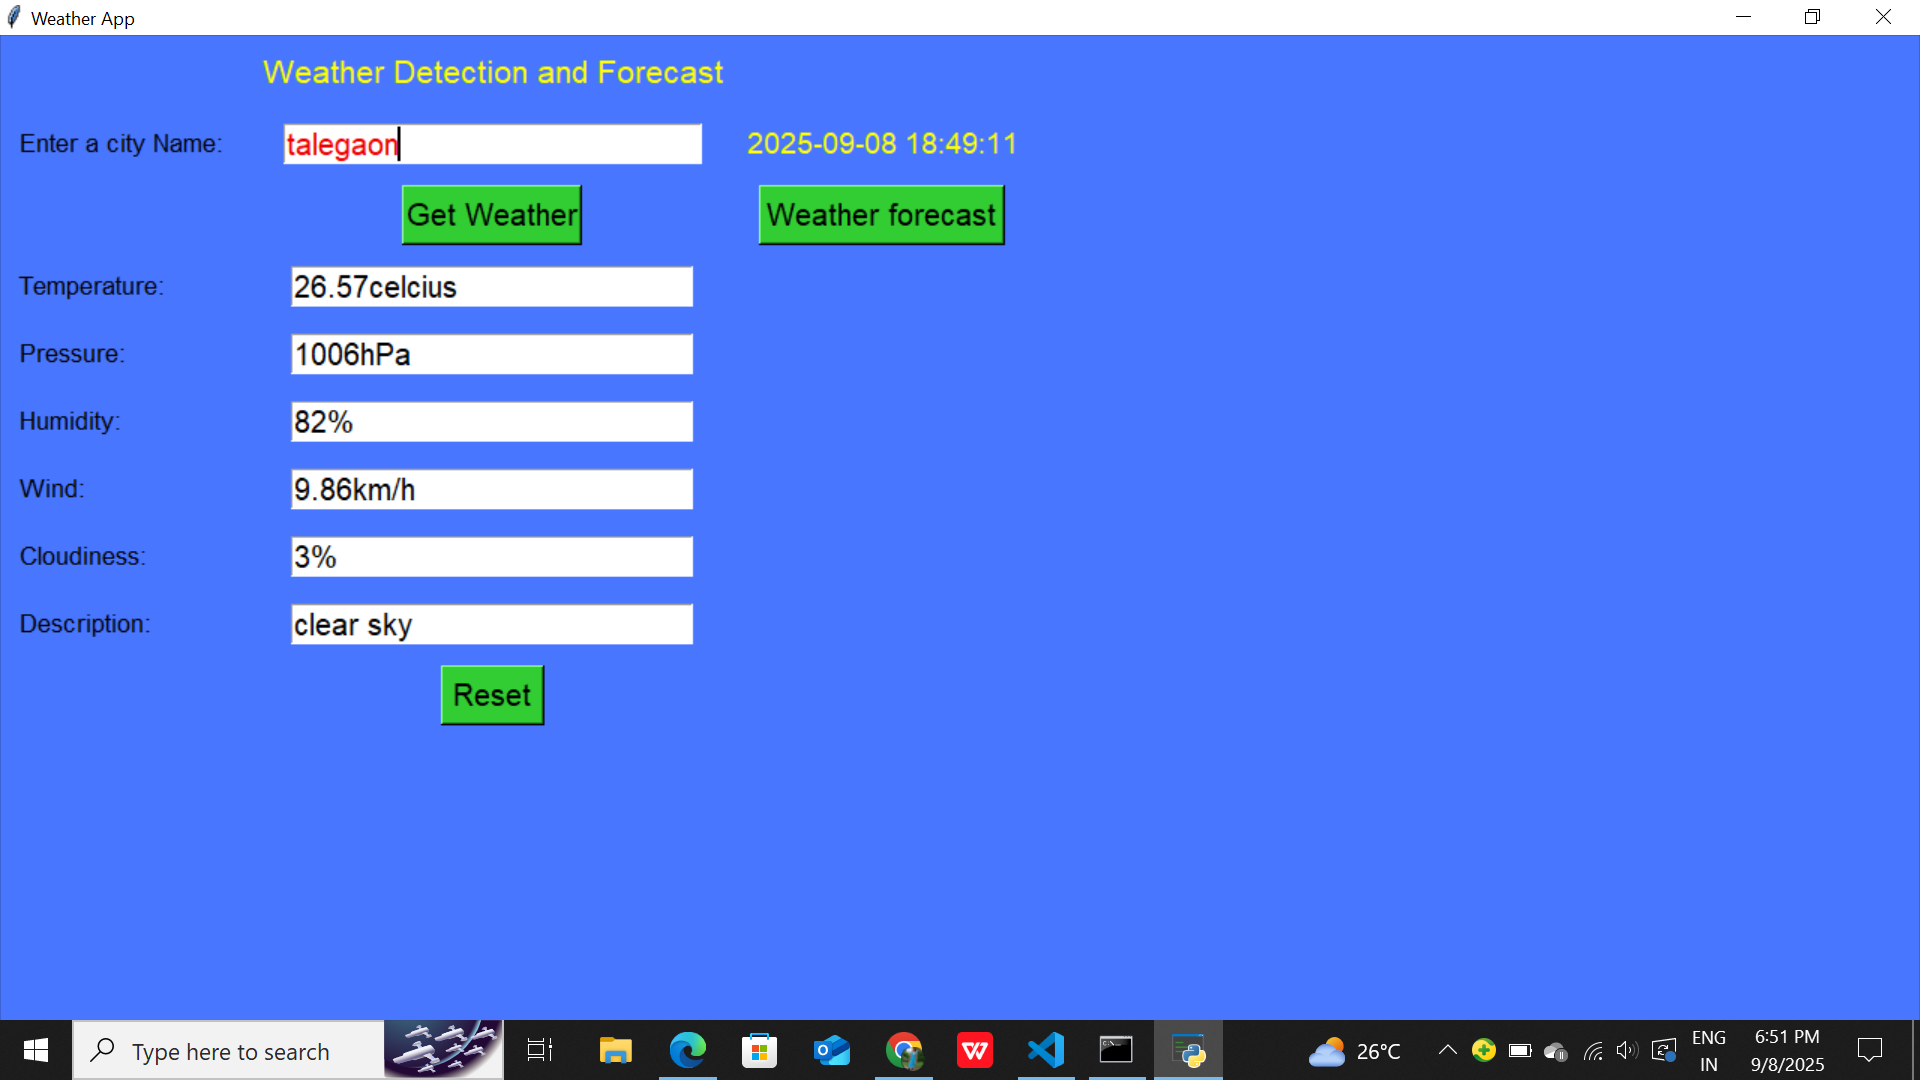 Weather App
Weather Detection and Forecast
Enter a city Name: talegaon 2025-09-08 18:49:11
Get Weather Weather forecast
Temperature: 26.57celcius
Pressure: 1006hPa
Humidity: 82%
Wind: 9.86km/h
Cloudiness: 3%
Description: clear sky
Reset
Type here to search 26°C ENG IN 6:51 PM 9/8/2025